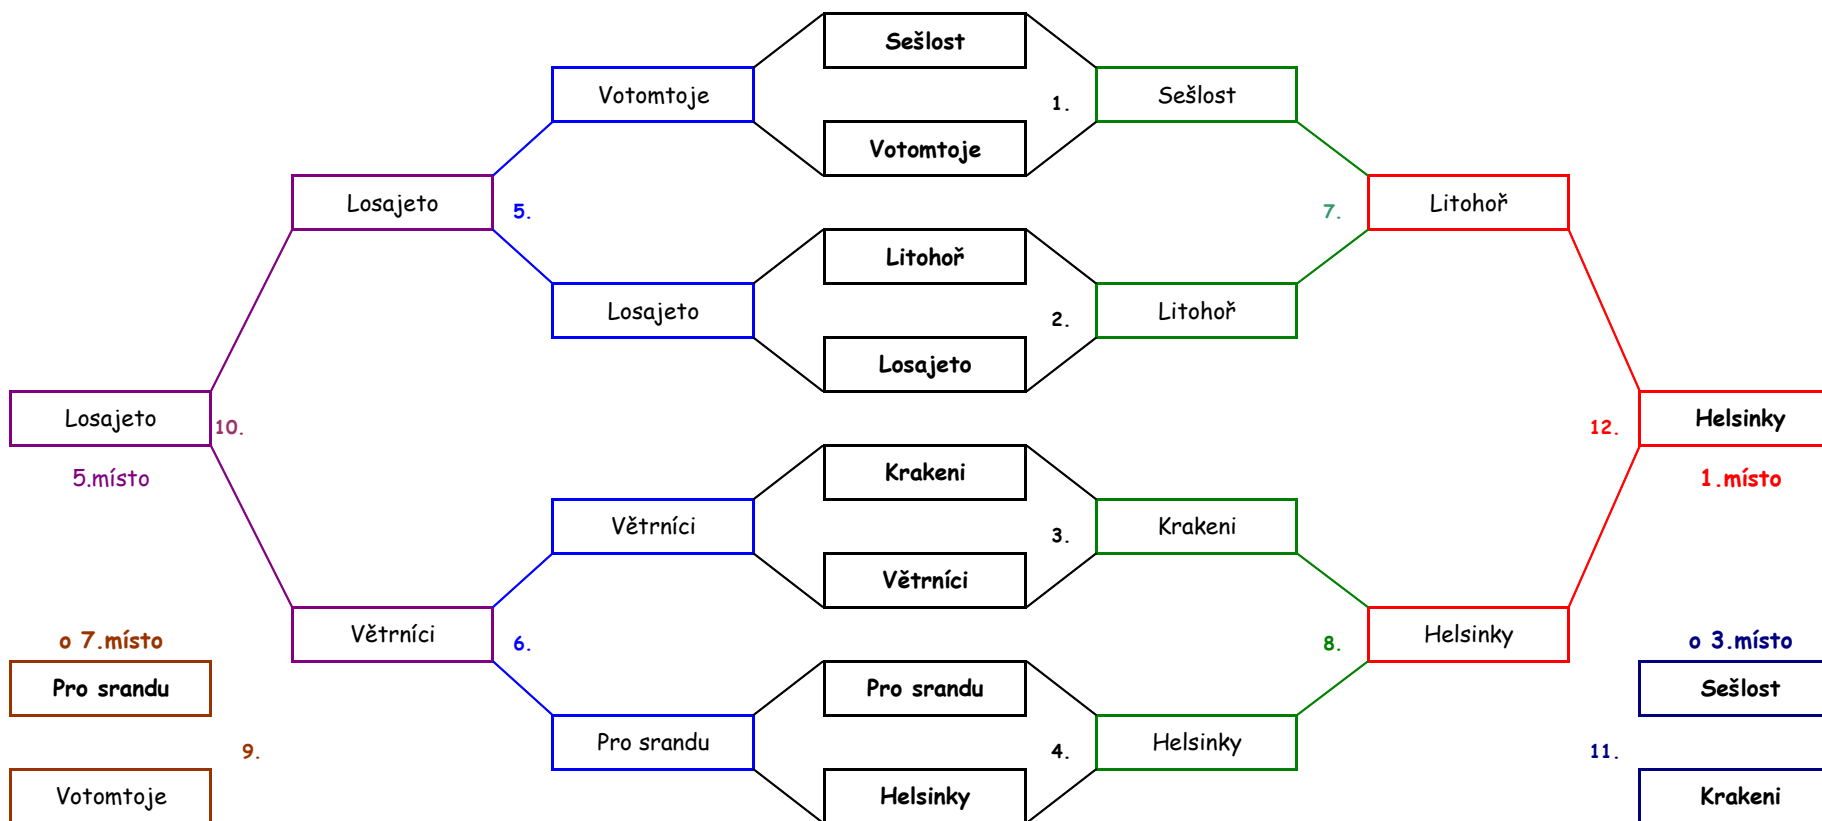 Sešlost
Votomtoje
1.
Sešlost
Votomtoje
Losajeto
5.
7.
Litohoř
Litohoř
Losajeto
2.
Litohoř
Losajeto
Losajeto
10.
12.
Helsinky
5.místo
Krakeni
1.místo
Větrníci
3.
Krakeni
Větrníci
o 7.místo
Větrníci
6.
8.
Helsinky
o 3.místo
Pro srandu
Pro srandu
Sešlost
9.
Pro srandu
4.
Helsinky
11.
Votomtoje
Helsinky
Krakeni